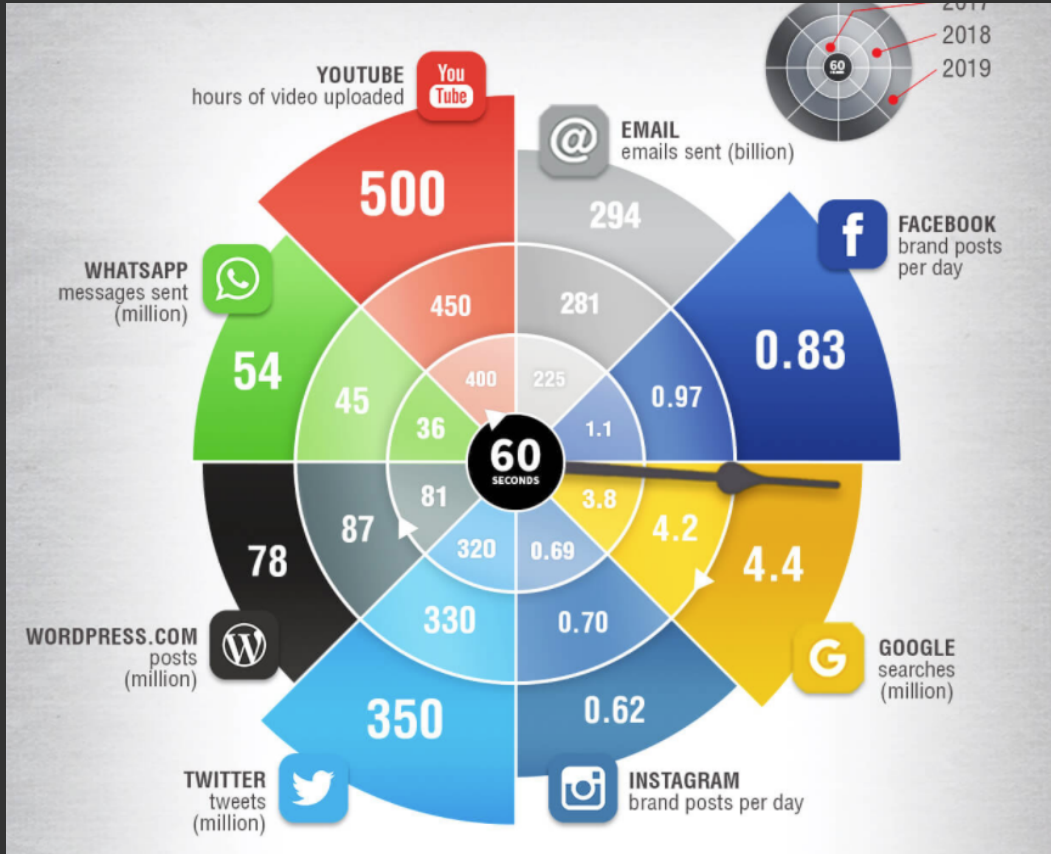 2017
2018
2019
60
YOUTUBE
hours of video uploaded
You
Tube
500
450
400
@
EMAIL
emails sent (billion)
294
281
225
f
FACEBOOK
brand posts
per day
0.83
0.97
1.1
WHATSAPP
messages sent
(million)
54
45
36
60
SECONDS
3.8
4.2
4.4
G
GOOGLE
searches
(million)
81
87
78
W
WORDPRESS.COM
posts
(million)
320
330
350
TWITTER
tweets
(million)
0.69
0.70
0.62
INSTAGRAM
brand posts per day